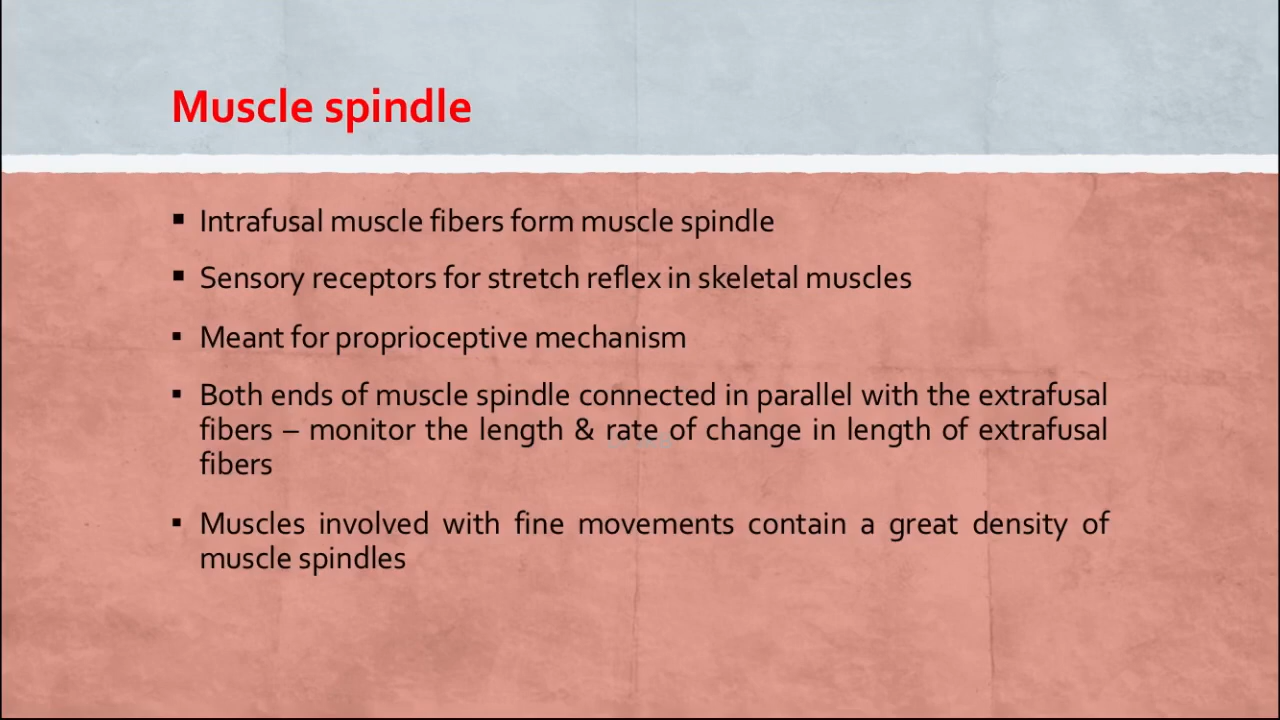 Muscle spindle
▪ Intrafusal muscle fibers form muscle spindle
▪ Sensory receptors for stretch reflex in skeletal muscles
▪ Meant for proprioceptive mechanism
▪ Both ends of muscle spindle connected in parallel with the extrafusal
fibers – monitor the length & rate of change in length of extrafusal
fibers
▪ Muscles involved with fine movements contain a great density of
muscle spindles